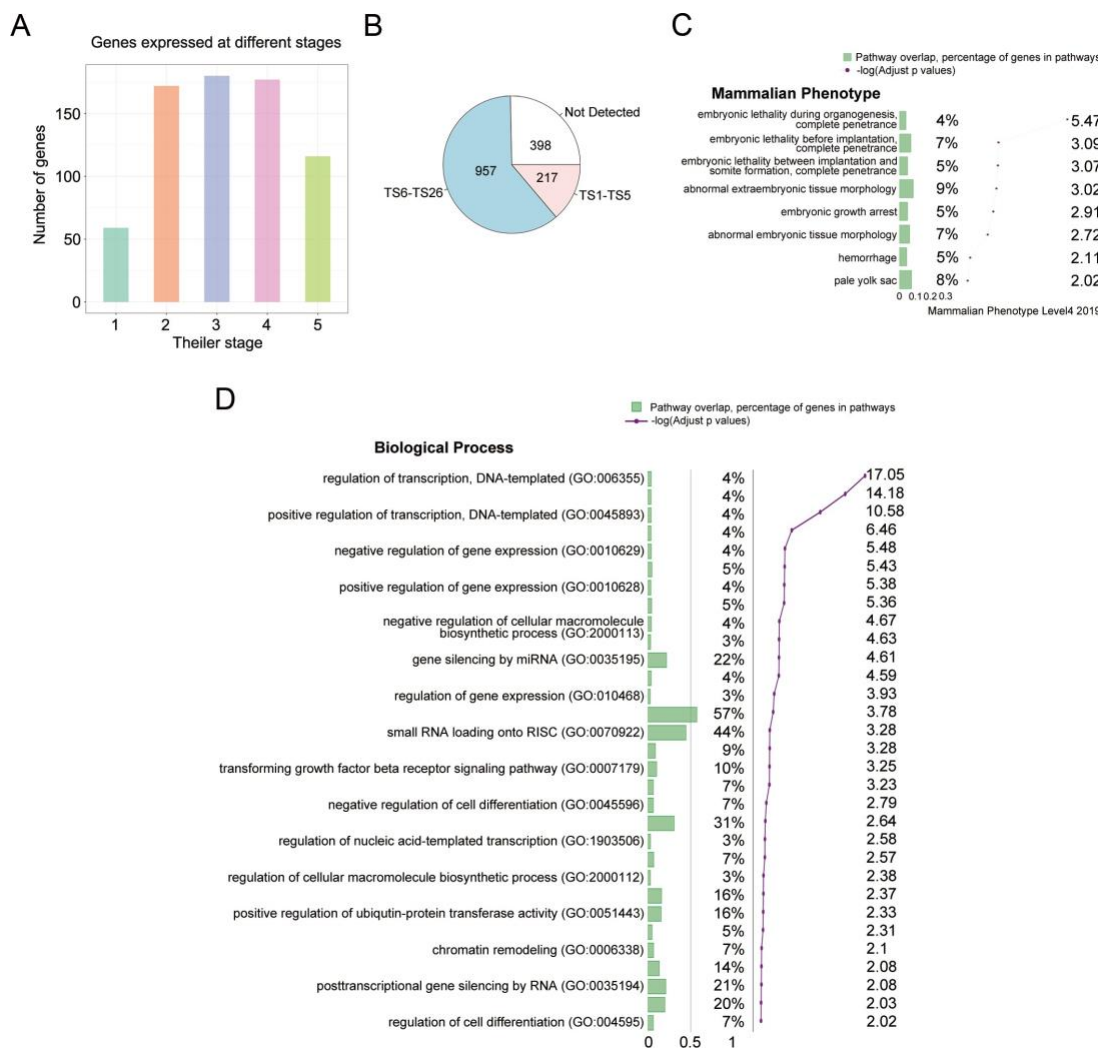 A
Genes expressed at different stages
Number of genes
150
100
50
0
1 2 3 4 5
Theiler stage
B
Not Detected
398
957
217
TS6-TS26
TS1-TS5
C
Pathway overlap, percentage of genes in pathways
-log(Adjust p values)
Mammalian Phenotype
embryonic lethality during organogenesis,
complete penetrance 4% 5.47
embryonic lethality before implantation,
complete penetrance 7% 3.09
embryonic lethality between implantation and
somite formation, complete penetrance 5% 3.07
abnormal extraembryonic tissue morphology 9% 3.02
embryonic growth arrest 5% 2.91
abnormal embryonic tissue morphology 7% 2.72
hemorrhage 5% 2.11
pale yolk sac 8% 2.02
0 0.10.20.3
Mammalian Phenotype Level4 2019
D
Pathway overlap, percentage of genes in pathways
-log(Adjust p values)
Biological Process
regulation of transcription, DNA-templated (GO:006355) 4% 17.05
4% 14.18
positive regulation of transcription, DNA-templated (GO:0045893) 4% 10.58
4% 6.46
negative regulation of gene expression (GO:0010629) 4% 5.48
5% 5.43
positive regulation of gene expression (GO:0010628) 4% 5.38
5% 5.36
negative regulation of cellular macromolecule
biosynthetic process (GO:2000113) 4% 4.67
3% 4.63
gene silencing by miRNA (GO:0035195) 22% 4.61
4% 4.59
regulation of gene expression (GO:010468) 3% 3.93
57% 3.78
small RNA loading onto RISC (GO:0070922) 44% 3.28
9% 3.28
transforming growth factor beta receptor signaling pathway (GO:0007179) 10% 3.25
7% 3.23
negative regulation of cell differentiation (GO:0045596) 7% 2.79
31% 2.64
regulation of nucleic acid-templated transcription (GO:1903506) 3% 2.58
7% 2.57
regulation of cellular macromolecule biosynthetic process (GO:2000112) 3% 2.38
16% 2.37
positive regulation of ubiqutin-protein transferase activity (GO:0051443) 16% 2.33
5% 2.31
chromatin remodeling (GO:0006338) 7% 2.1
14% 2.08
posttranscriptional gene silencing by RNA (GO:0035194) 21% 2.08
20% 2.03
regulation of cell differentiation (GO:004595) 7% 2.02
0 0.5 1